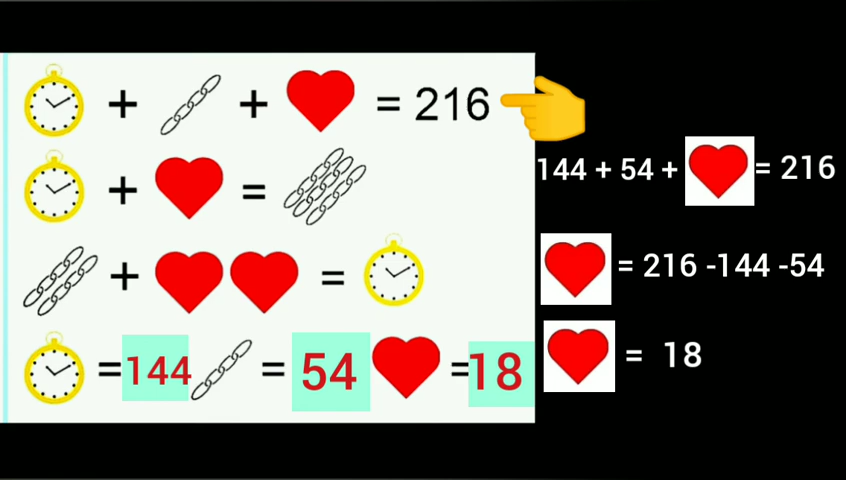 + + = 216
+ =
+ =
= 144 = 54 = 18
144 + 54 + = 216
= 216 -144 -54
= 18